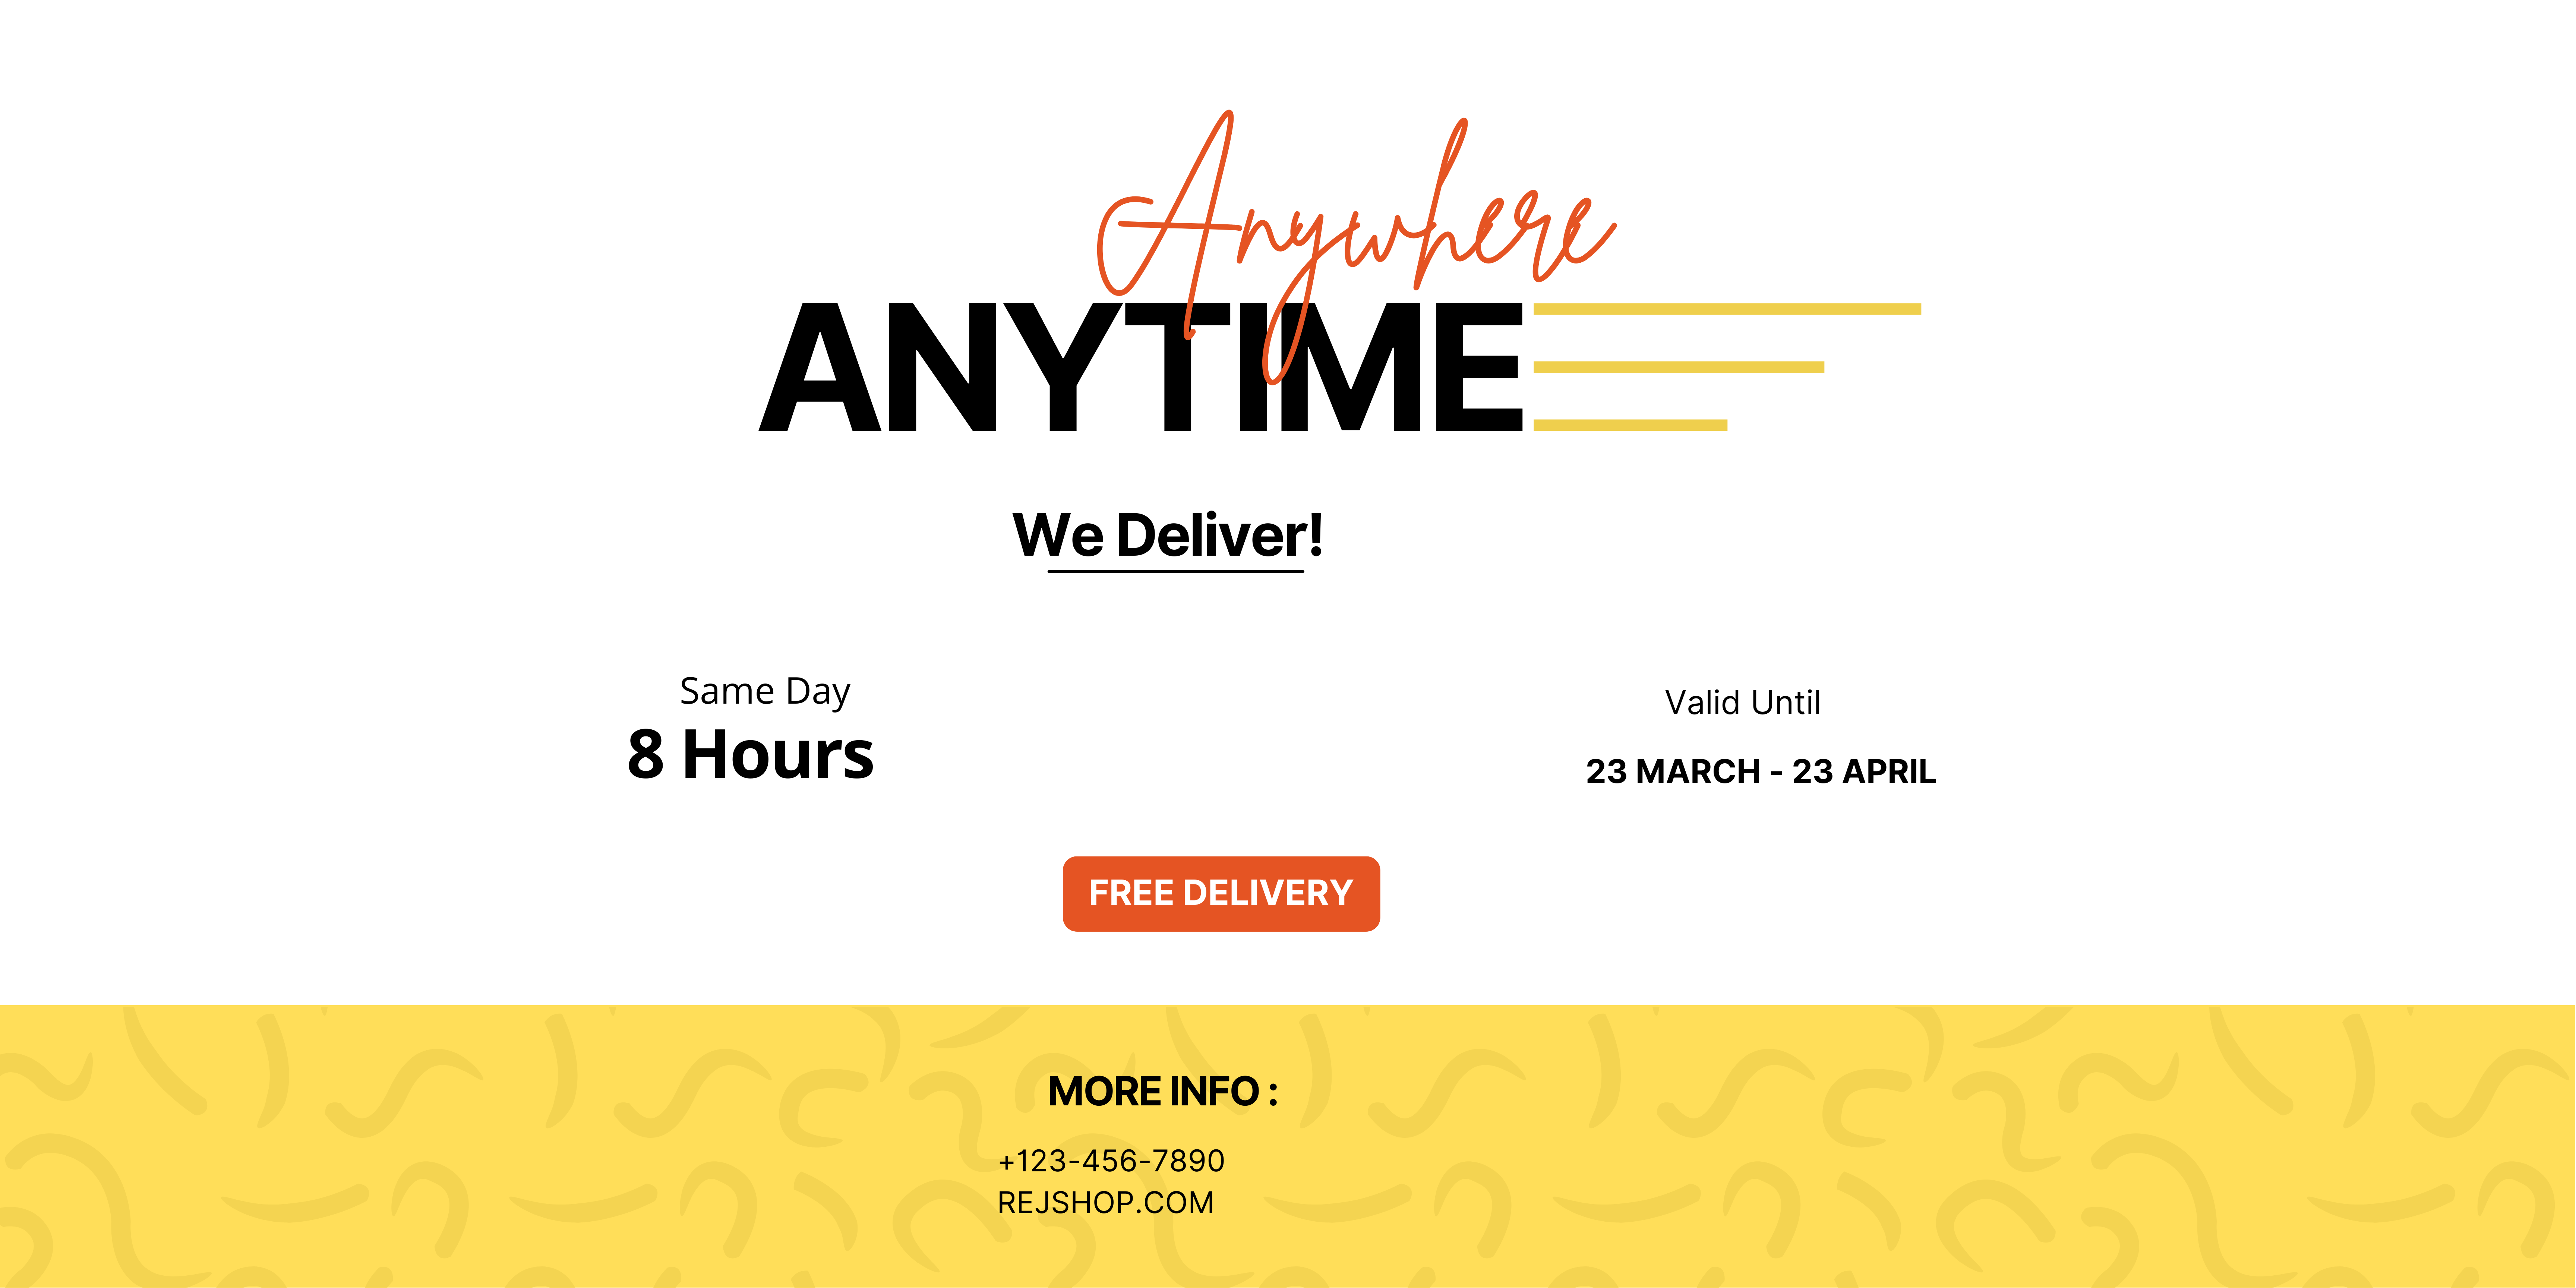 Anywhere
ANYTIME
We Deliver!
Same Day
8 Hours
Valid Until
23 MARCH - 23 APRIL
FREE DELIVERY
MORE INFO :
+123-456-7890
REJSHOP.COM